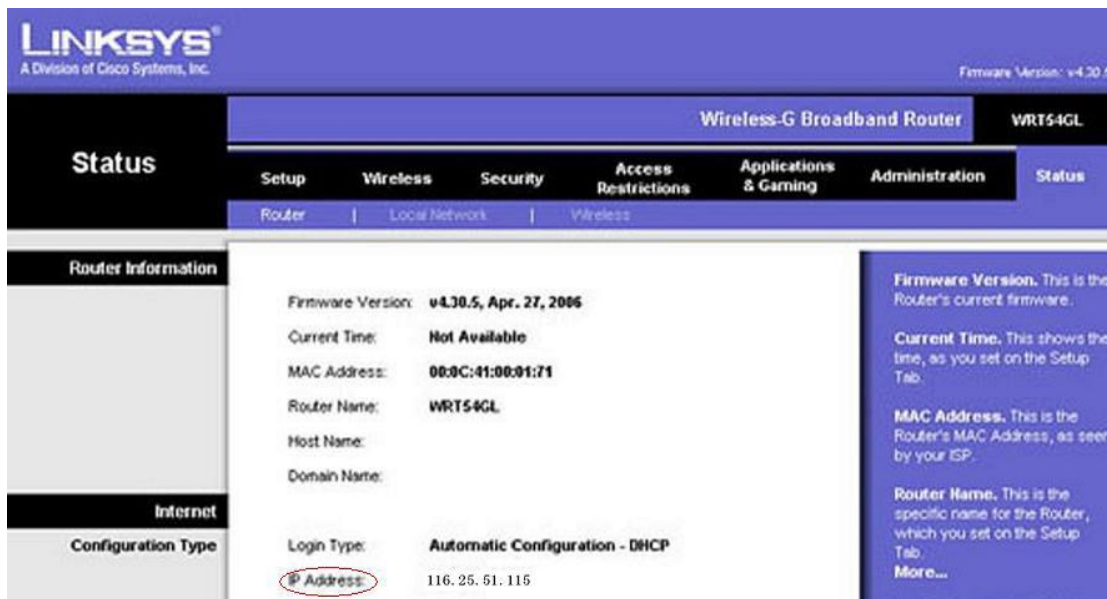 LINKSYS®
A Division of Cisco Systems, Inc.
Firmware Version: v4.30.5
Wireless-G Broadband Router WRT54GL
Status
Setup Wireless Security Access Restrictions Applications & Gaming Administration Status
Router | Local Network | Wireless
Router Information
Firmware Version: v4.30.5, Apr. 27, 2006
Current Time: Not Available
MAC Address: 00:0C:41:00:01:71
Router Name: WRT54GL
Host Name:
Domain Name:
Internet
Configuration Type
Login Type: Automatic Configuration - DHCP
IP Address: 116.25.51.115
Firmware Version. This is the
Router's current firmware.
Current Time. This shows the
time, as you set on the Setup
Tab.
MAC Address. This is the
Router's MAC Address, as seen
by your ISP.
Router Name. This is the
specific name for the Router,
which you set on the Setup
Tab.
More...